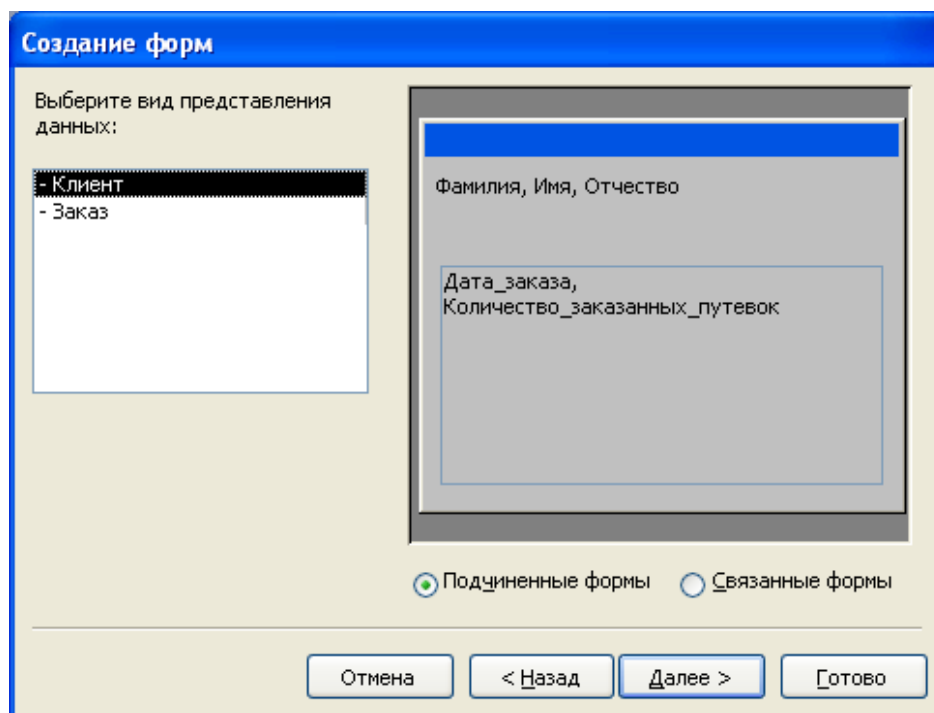 Создание форм
Выберите вид представления
данных:
- Клиент
- Заказ
Фамилия, Имя, Отчество
Дата_заказа,
Количество_заказанных_путевок
Подчиненные формы
Связанные формы
Отмена
< Назад
Далее >
Готово